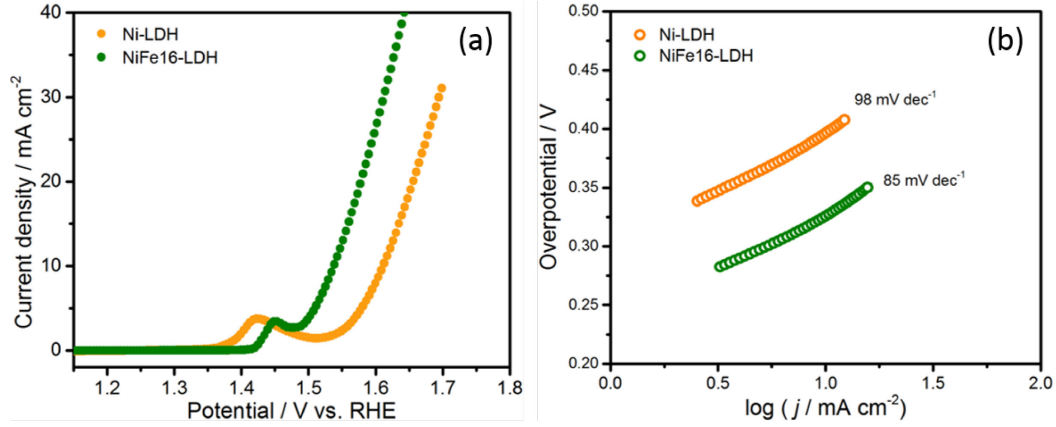 (a)
Ni-LDH
NiFe16-LDH
Current density / mA cm⁻²
40
30
20
10
0
1.2 1.3 1.4 1.5 1.6 1.7 1.8
Potential / V vs. RHE
(b)
Ni-LDH
NiFe16-LDH
98 mV dec⁻¹
85 mV dec⁻¹
Overpotential / V
0.50
0.45
0.40
0.35
0.30
0.25
0.20
0.0 0.5 1.0 1.5 2.0
log ( j / mA cm⁻²)